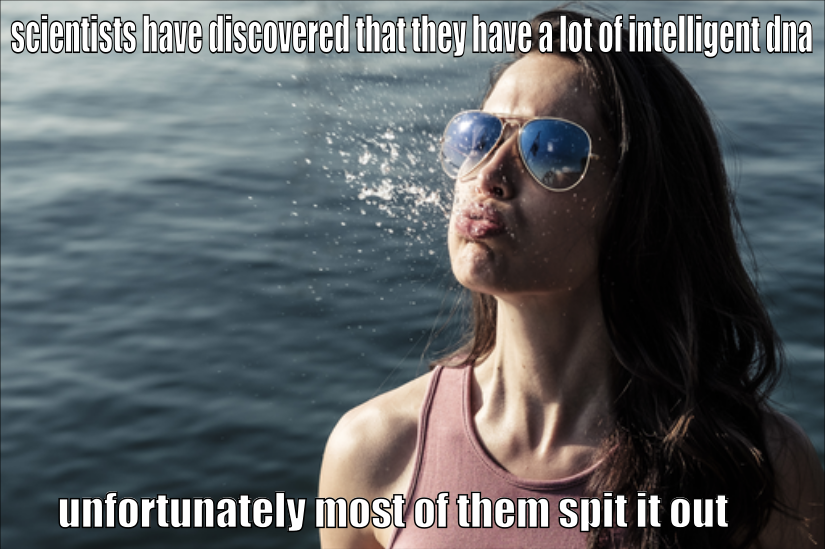 scientists have discovered that they have a lot of intelligent dna
unfortunately most of them spit it out